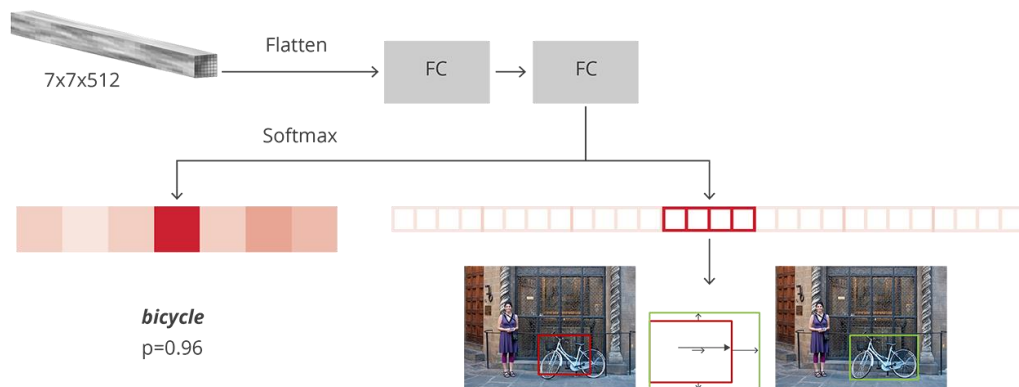 Flatten
FC
FC
7x7x512
Softmax
bicycle
p=0.96